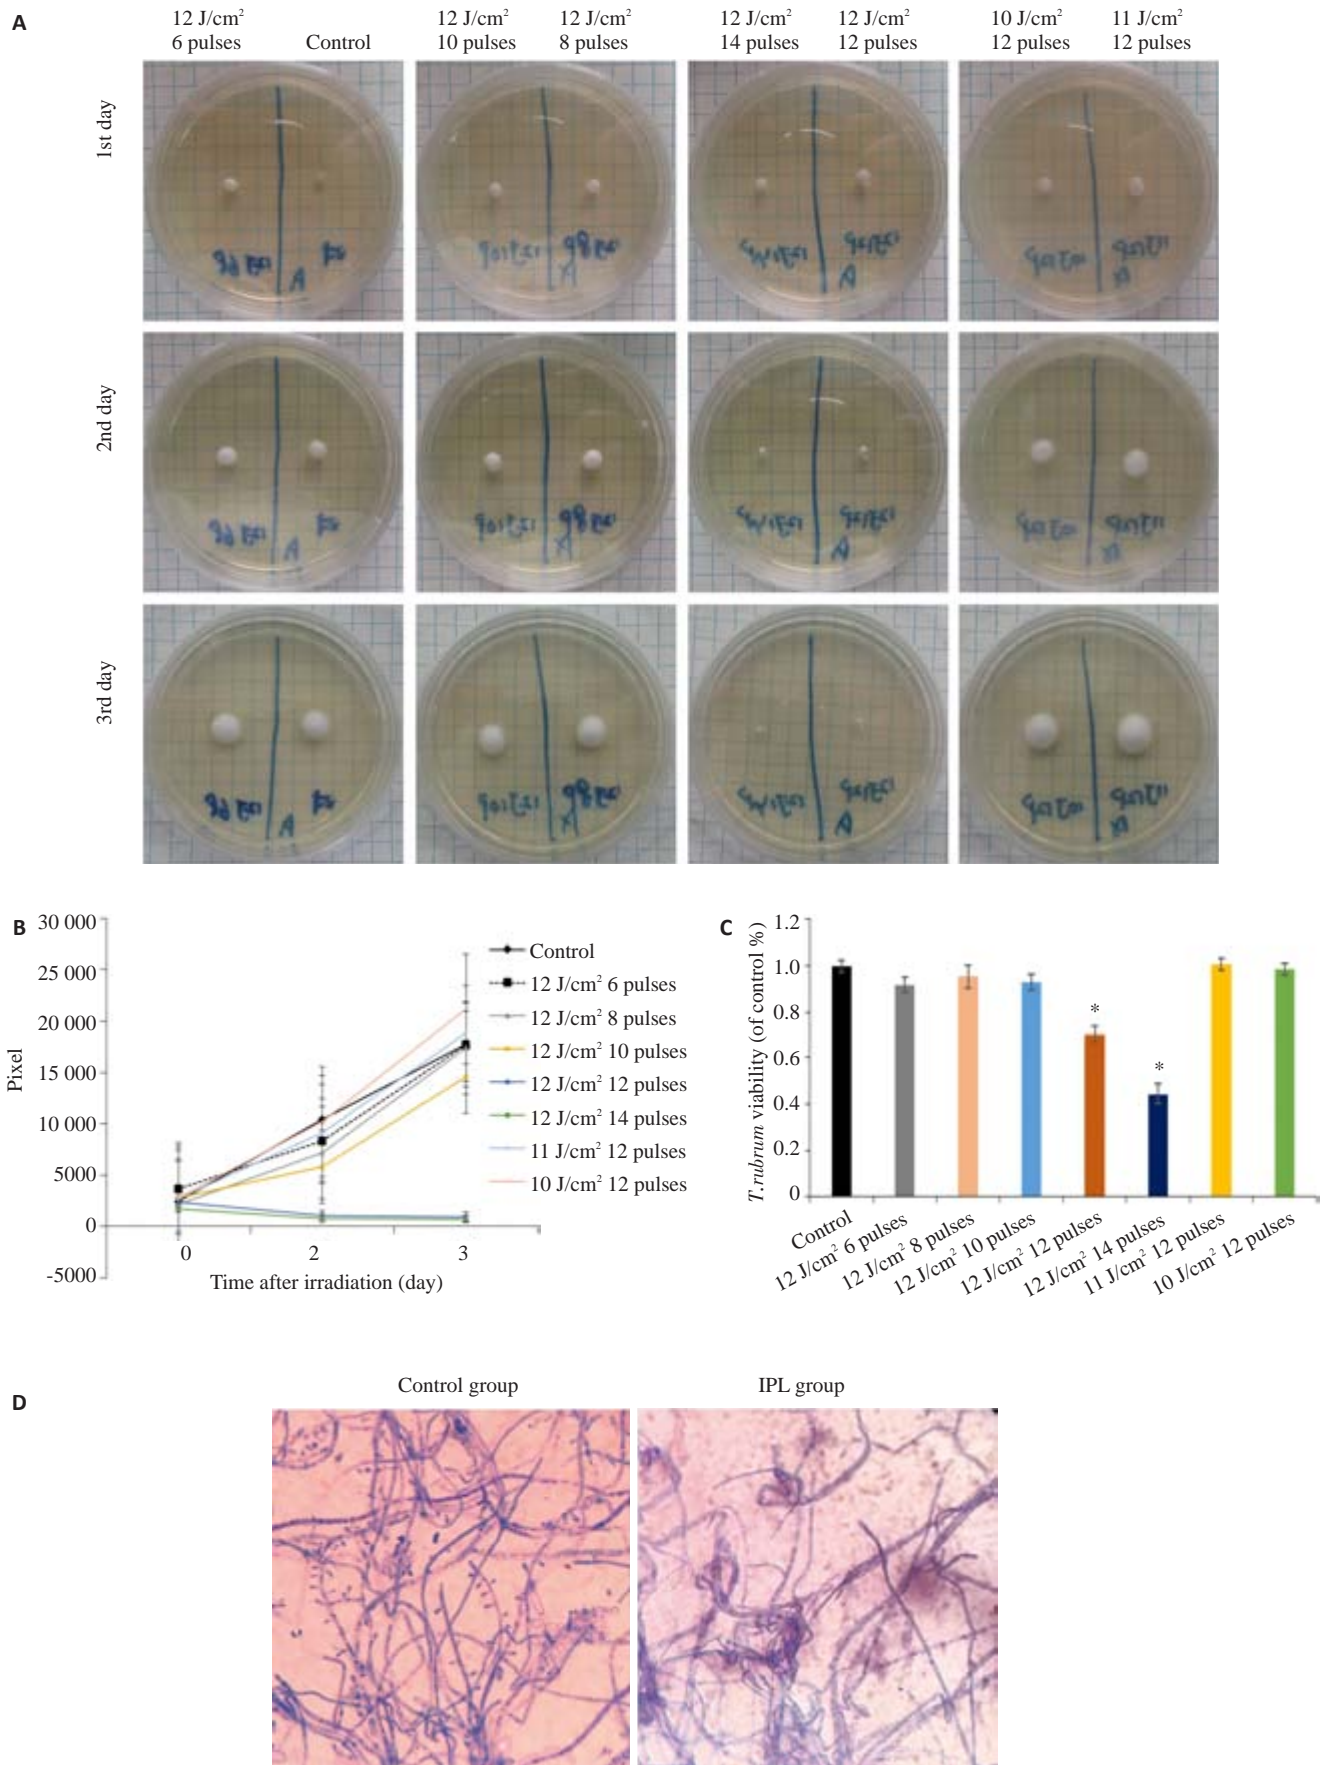 A
12 J/cm²
6 pulses
Control
12 J/cm²
10 pulses
12 J/cm²
8 pulses
12 J/cm²
14 pulses
12 J/cm²
12 pulses
10 J/cm²
12 pulses
11 J/cm²
12 pulses
1st day
2nd day
3rd day
B
Pixel
30 000
25 000
20 000
15 000
10 000
5000
0
-5000
0 2 3
Time after irradiation (day)
Control
12 J/cm² 6 pulses
12 J/cm² 8 pulses
12 J/cm² 10 pulses
12 J/cm² 12 pulses
12 J/cm² 14 pulses
11 J/cm² 12 pulses
10 J/cm² 12 pulses
C
T.rubrum viability (of control %)
1.2
1.0
0.8
0.6
0.4
0.2
0
*
*
Control
12 J/cm² 6 pulses
12 J/cm² 8 pulses
12 J/cm² 10 pulses
12 J/cm² 12 pulses
12 J/cm² 14 pulses
11 J/cm² 12 pulses
10 J/cm² 12 pulses
D
Control group
IPL group